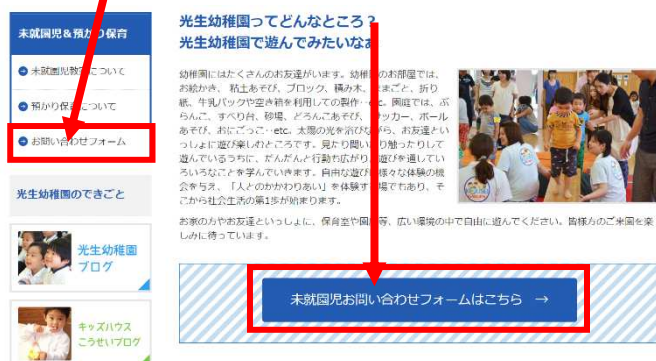 未就園児&預かり保育
未就園児教室について
預かり保育について
お問い合わせフォーム
光生幼稚園のできごと
光生幼稚園
ブログ
キッズハウス
こうせいブログ
光生幼稚園ってどんなところ?
光生幼稚園で遊んでみたいなぁ
幼稚園にはたくさんのお友達がいます。幼稚園のお部屋では、
お絵かき、粘土あそび、ブロック、積み木、ままごと、折り
紙、牛乳パックや空き箱を利用しての製作…etc。園庭では、ぶ
らんこ、すべり台、砂場、どろんこあそび、サッカー、ボール
あそび、おにごっこ…etc。太陽の光を浴びながら、お友達とい
っしょに遊び楽しむところです。見たり聞いたり触ったりして
遊んでいるうちに、だんだんと行動も広がり、遊びを通してい
ろいろなことを学んでいきます。自由な遊びは様々な体験の機
会を与え、「人とのかかわりあい」を体験する場でもあり、そ
こから社会生活の第1歩が始まります。
お家の方やお友達といっしょに、保育室や園庭等、広い環境の中で自由に遊んでください。皆様方のご来園を楽
しみに待っています。
未就園児お問い合わせフォームはこちら →